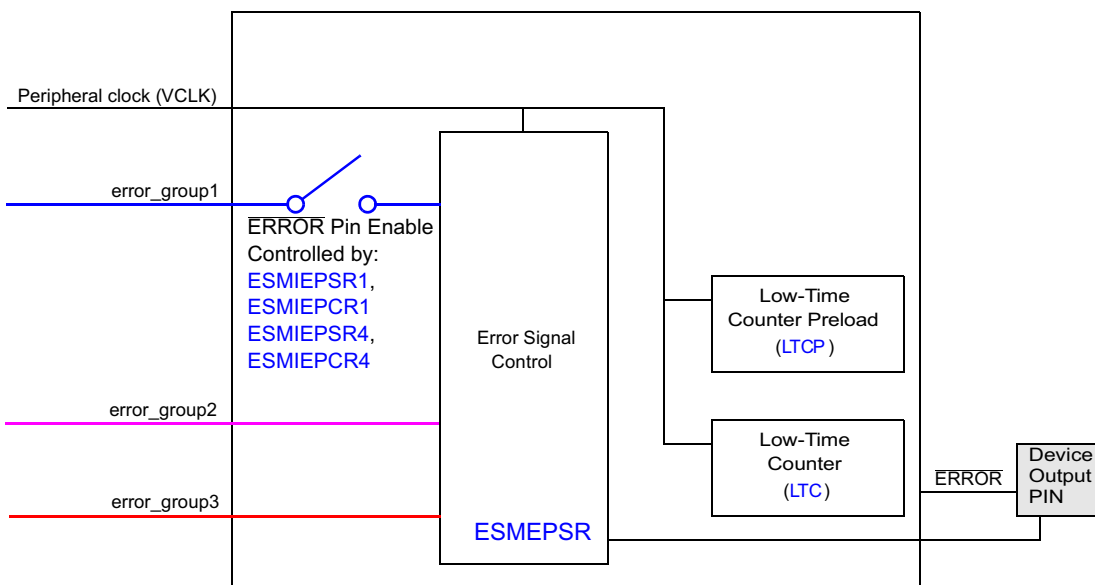 Peripheral clock (VCLK)
error_group1
ERROR Pin Enable
Controlled by:
ESMIEPSR1,
ESMIEPCR1
ESMIEPSR4,
ESMIEPCR4
error_group2
error_group3
Error Signal
Control
ESMEPSR
Low-Time
Counter Preload
(LTCP)
Low-Time
Counter
(LTC)
ERROR
Device
Output
PIN